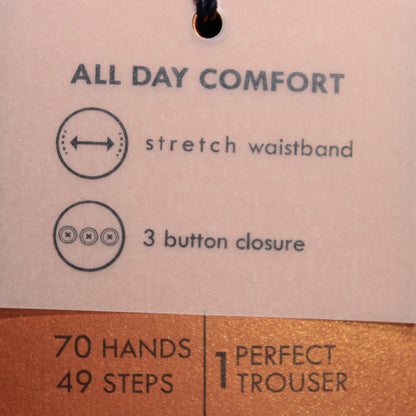 ALL DAY COMFORT
stretch waistband
3 button closure
70 HANDS
49 STEPS
1 PERFECT
TROUSER